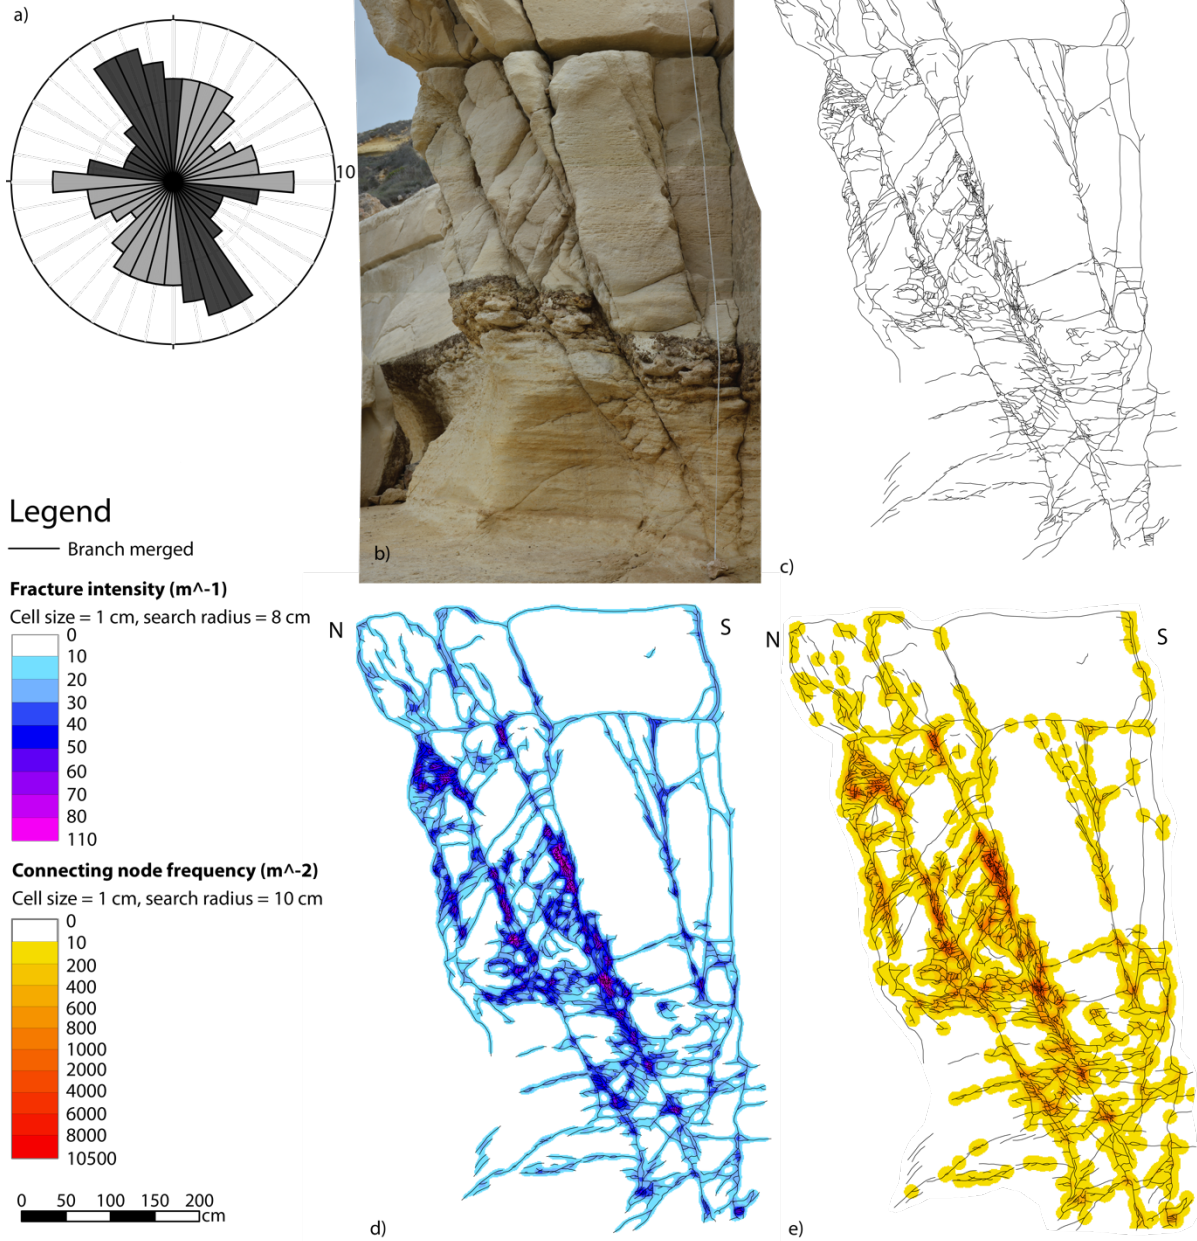 a)
10
b)
c)
Legend
Branch merged
Fracture intensity (m^-1)
Cell size = 1 cm, search radius = 8 cm
0
10
20
30
40
50
60
70
80
110
Connecting node frequency (m^-2)
Cell size = 1 cm, search radius = 10 cm
0
10
200
400
600
800
1000
2000
4000
6000
8000
10500
0 50 100 150 200
cm
N
S
d)
N
S
e)